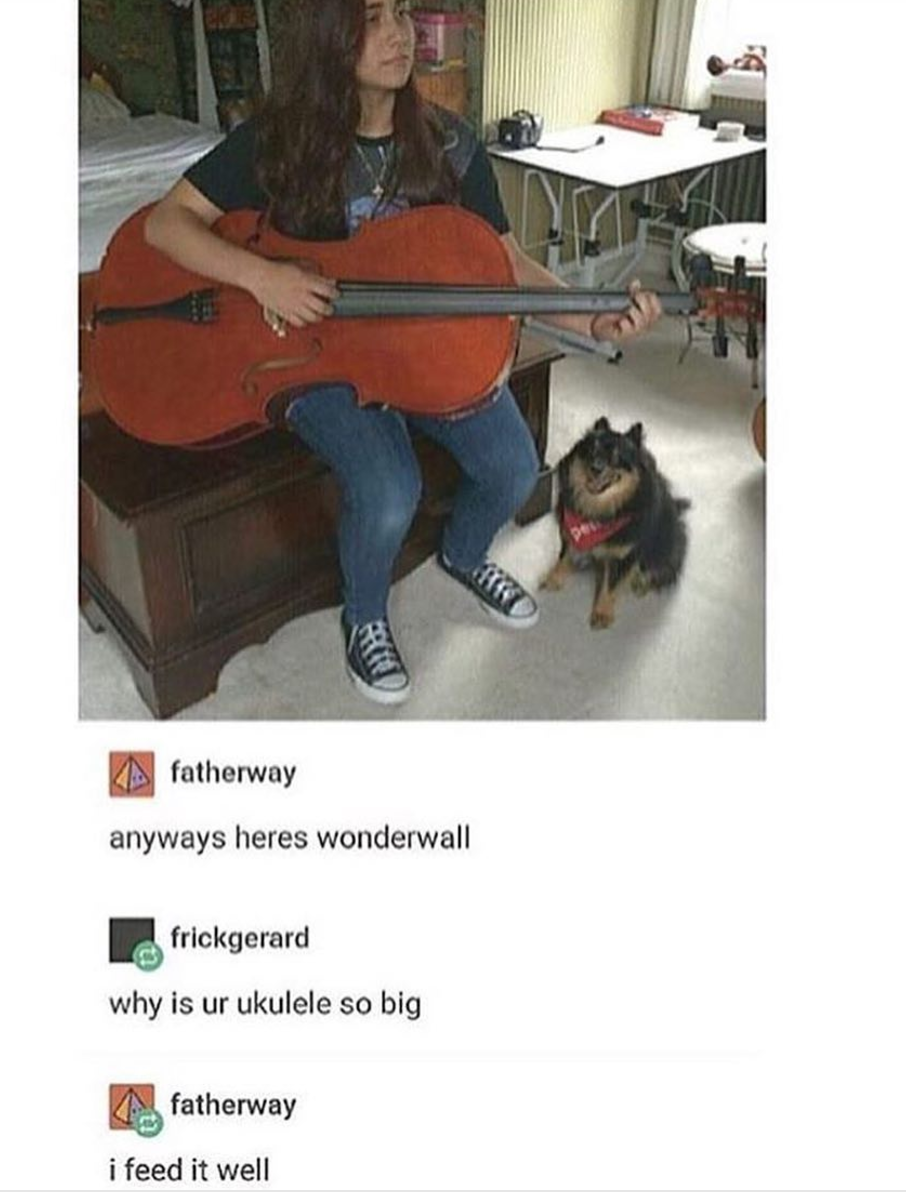 fatherway
anyways heres wonderwall
frickgerard
why is ur ukulele so big
fatherway
i feed it well